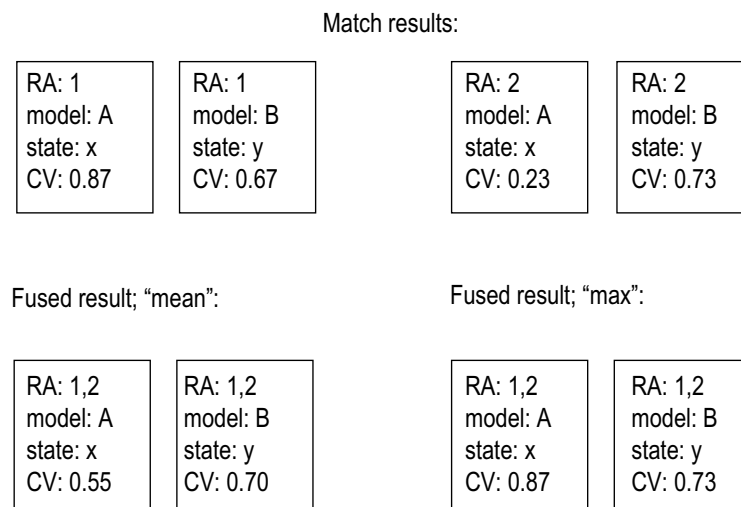 Match results:
RA: 1
model: A
state: x
CV: 0.87
RA: 1
model: B
state: y
CV: 0.67
RA: 2
model: A
state: x
CV: 0.23
RA: 2
model: B
state: y
CV: 0.73
Fused result; “mean”:
Fused result; “max”:
RA: 1,2
model: A
state: x
CV: 0.55
RA: 1,2
model: B
state: y
CV: 0.70
RA: 1,2
model: A
state: x
CV: 0.87
RA: 1,2
model: B
state: y
CV: 0.73